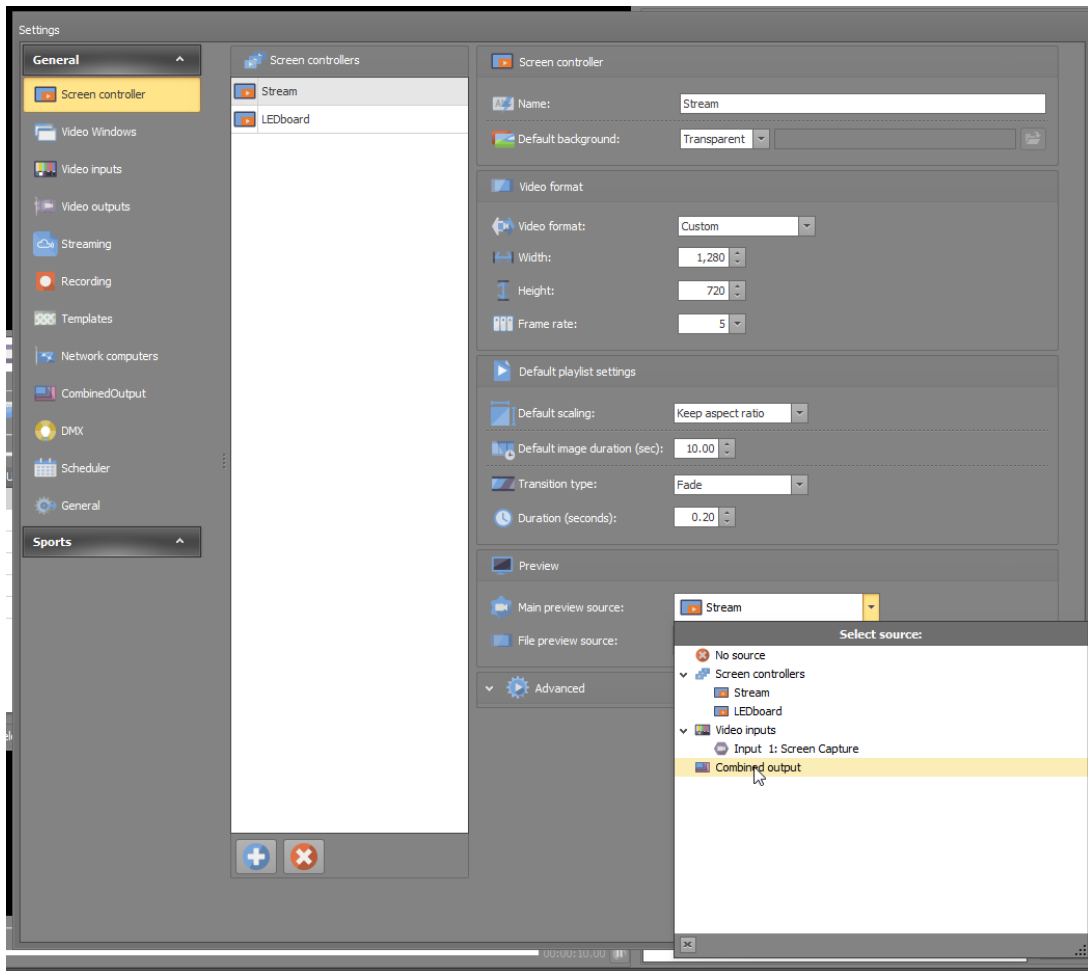 Settings
General
Screen controller
Video Windows
Video inputs
Video outputs
Streaming
Recording
Templates
Network computers
CombinedOutput
DMX
Scheduler
General
Sports
Screen controllers
Stream
LEDboard
Screen controller
Name: Stream
Default background: Transparent
Video format
Video format: Custom
Width: 1,280
Height: 720
Frame rate: 5
Default playlist settings
Default scaling: Keep aspect ratio
Default image duration (sec): 10.00
Transition type: Fade
Duration (seconds): 0.20
Preview
Main preview source: Stream
File preview source:
Advanced
Select source:
No source
Screen controllers
Stream
LEDboard
Video inputs
Input 1: Screen Capture
Combined output
00:00:10.00